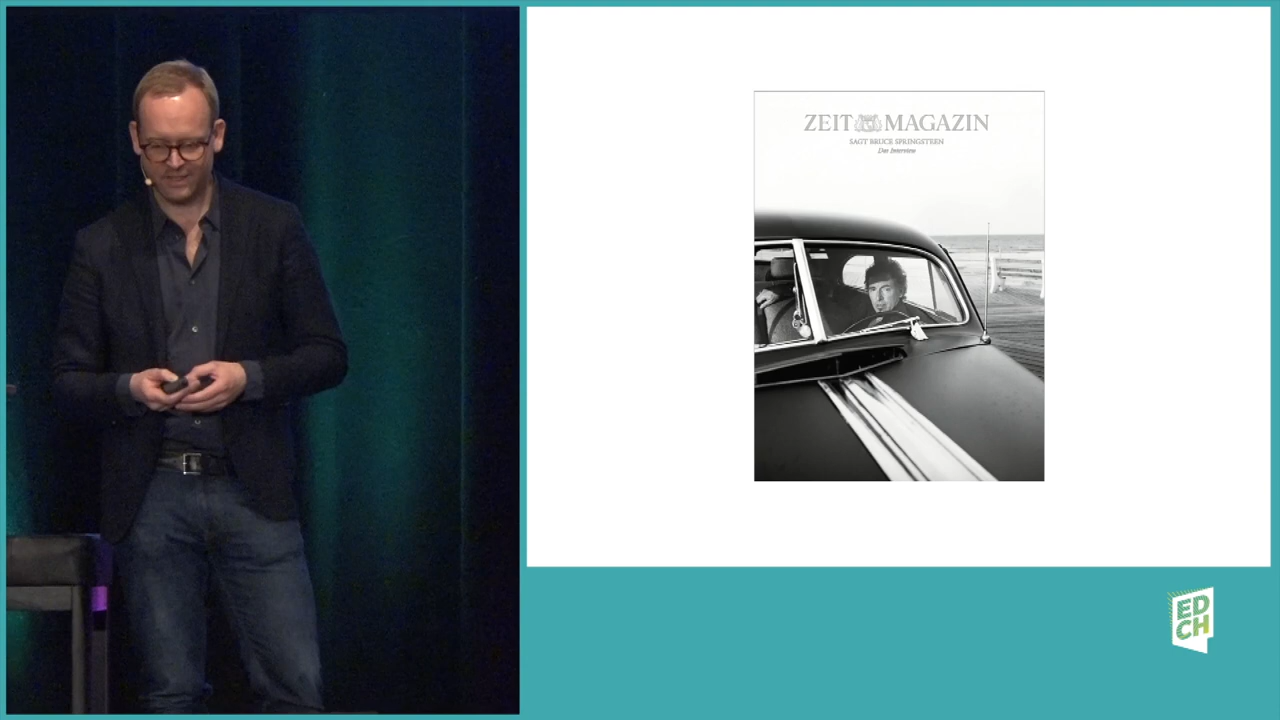 ZEIT MAGAZIN
SAGT BRUCE SPRINGSTEEN
Das Interview
ED
CH